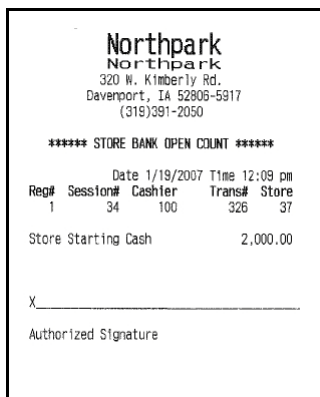 Northpark
Northpark
320 W. Kimberly Rd.
Davenport, IA 52806-5917
(319)391-2050
****** STORE BANK OPEN COUNT ******
Date 1/19/2007 Time 12:09 pm
Reg# Session# Cashier Trans# Store
1 34 100 326 37
Store Starting Cash 2,000.00
X
Authorized Signature